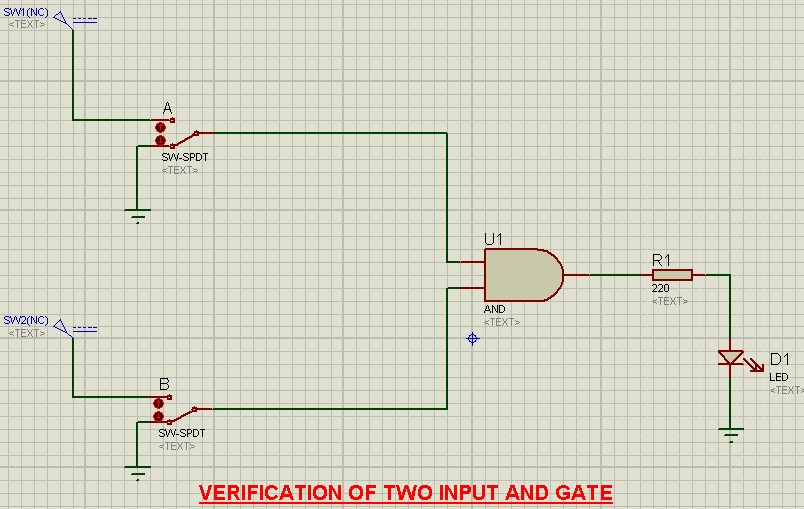 SW1(NC)
<TEXT>
A
SW-SPDT
<TEXT>
U1
AND
<TEXT>
R1
220
<TEXT>
SW2(NC)
<TEXT>
D1
LED
<TEXT>
B
SW-SPDT
<TEXT>
VERIFICATION OF TWO INPUT AND GATE